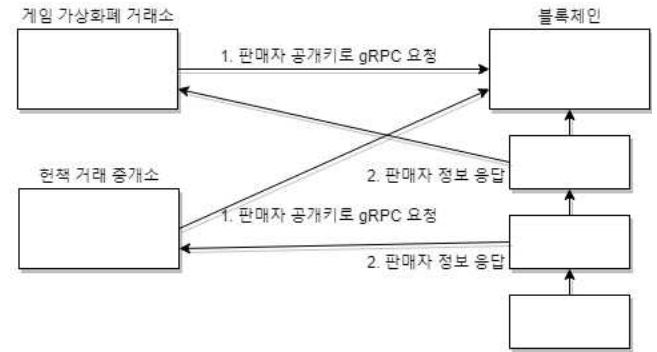 게임 가상화폐 거래소
블록체인
1. 판매자 공개키로 gRPC 요청
헌책 거래 중개소
2. 판매자 정보 응답
1. 판매자 공개키로 gRPC 요청
2. 판매자 정보 응답